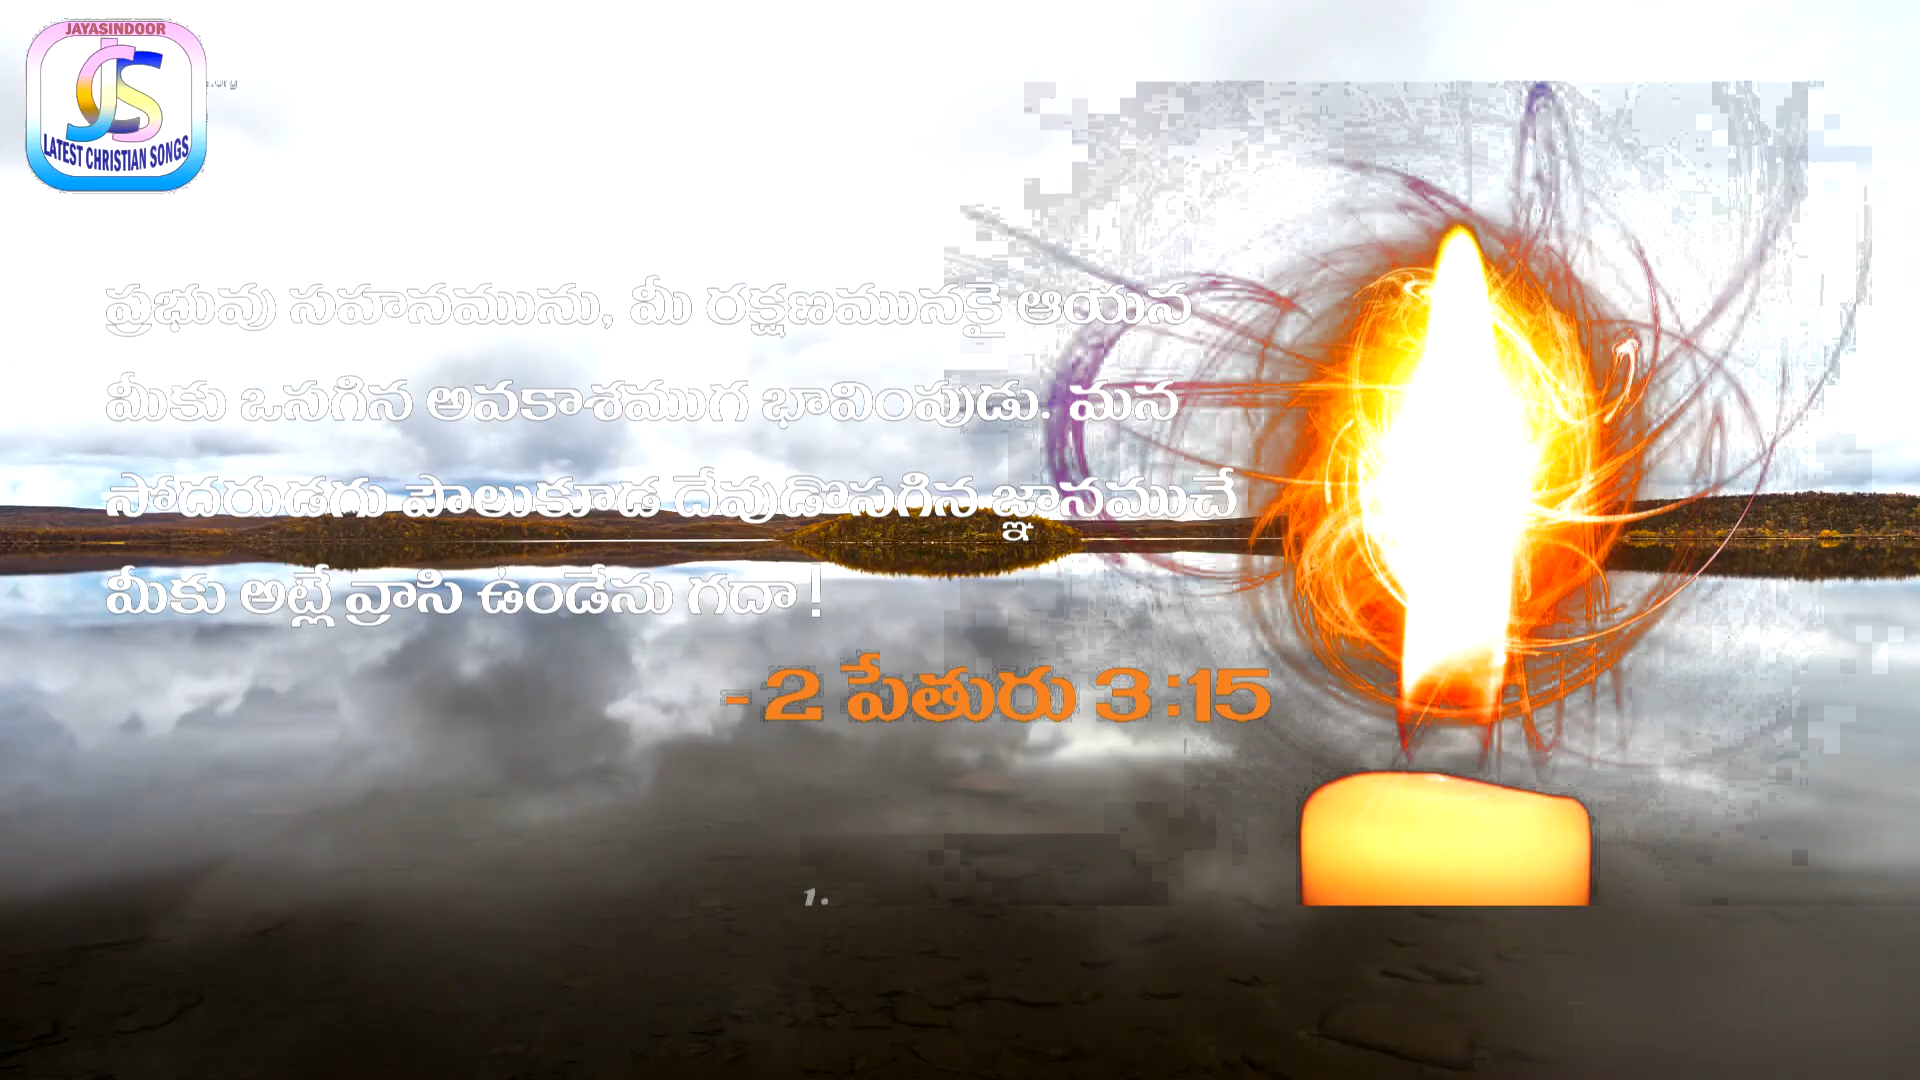 JAYASINDOOR
JCS
LATEST CHRISTIAN SONGS
ప్రభువు సహనమును, మీ రక్షణమునకై ఆయన
మీకు ఒసగిన అవకాశముగ భావింపుడు. మన
సోదరుడగు పౌలుకూడ దేవుడొసగిన జ్ఞానముచే
మీకు అట్లే వ్రాసి ఉండేను గదా !
- 2 పేతురు 3 :15
1.